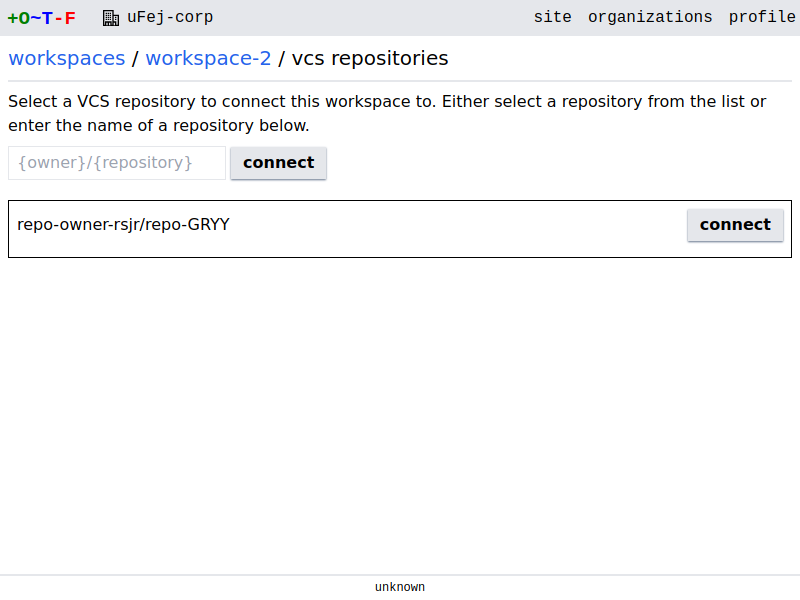 +O~T-F uFej-corp site organizations profile
workspaces / workspace-2 / vcs repositories
Select a VCS repository to connect this workspace to. Either select a repository from the list or
enter the name of a repository below.
{owner}/{repository} connect
repo-owner-rsjr/repo-GRYY connect
unknown